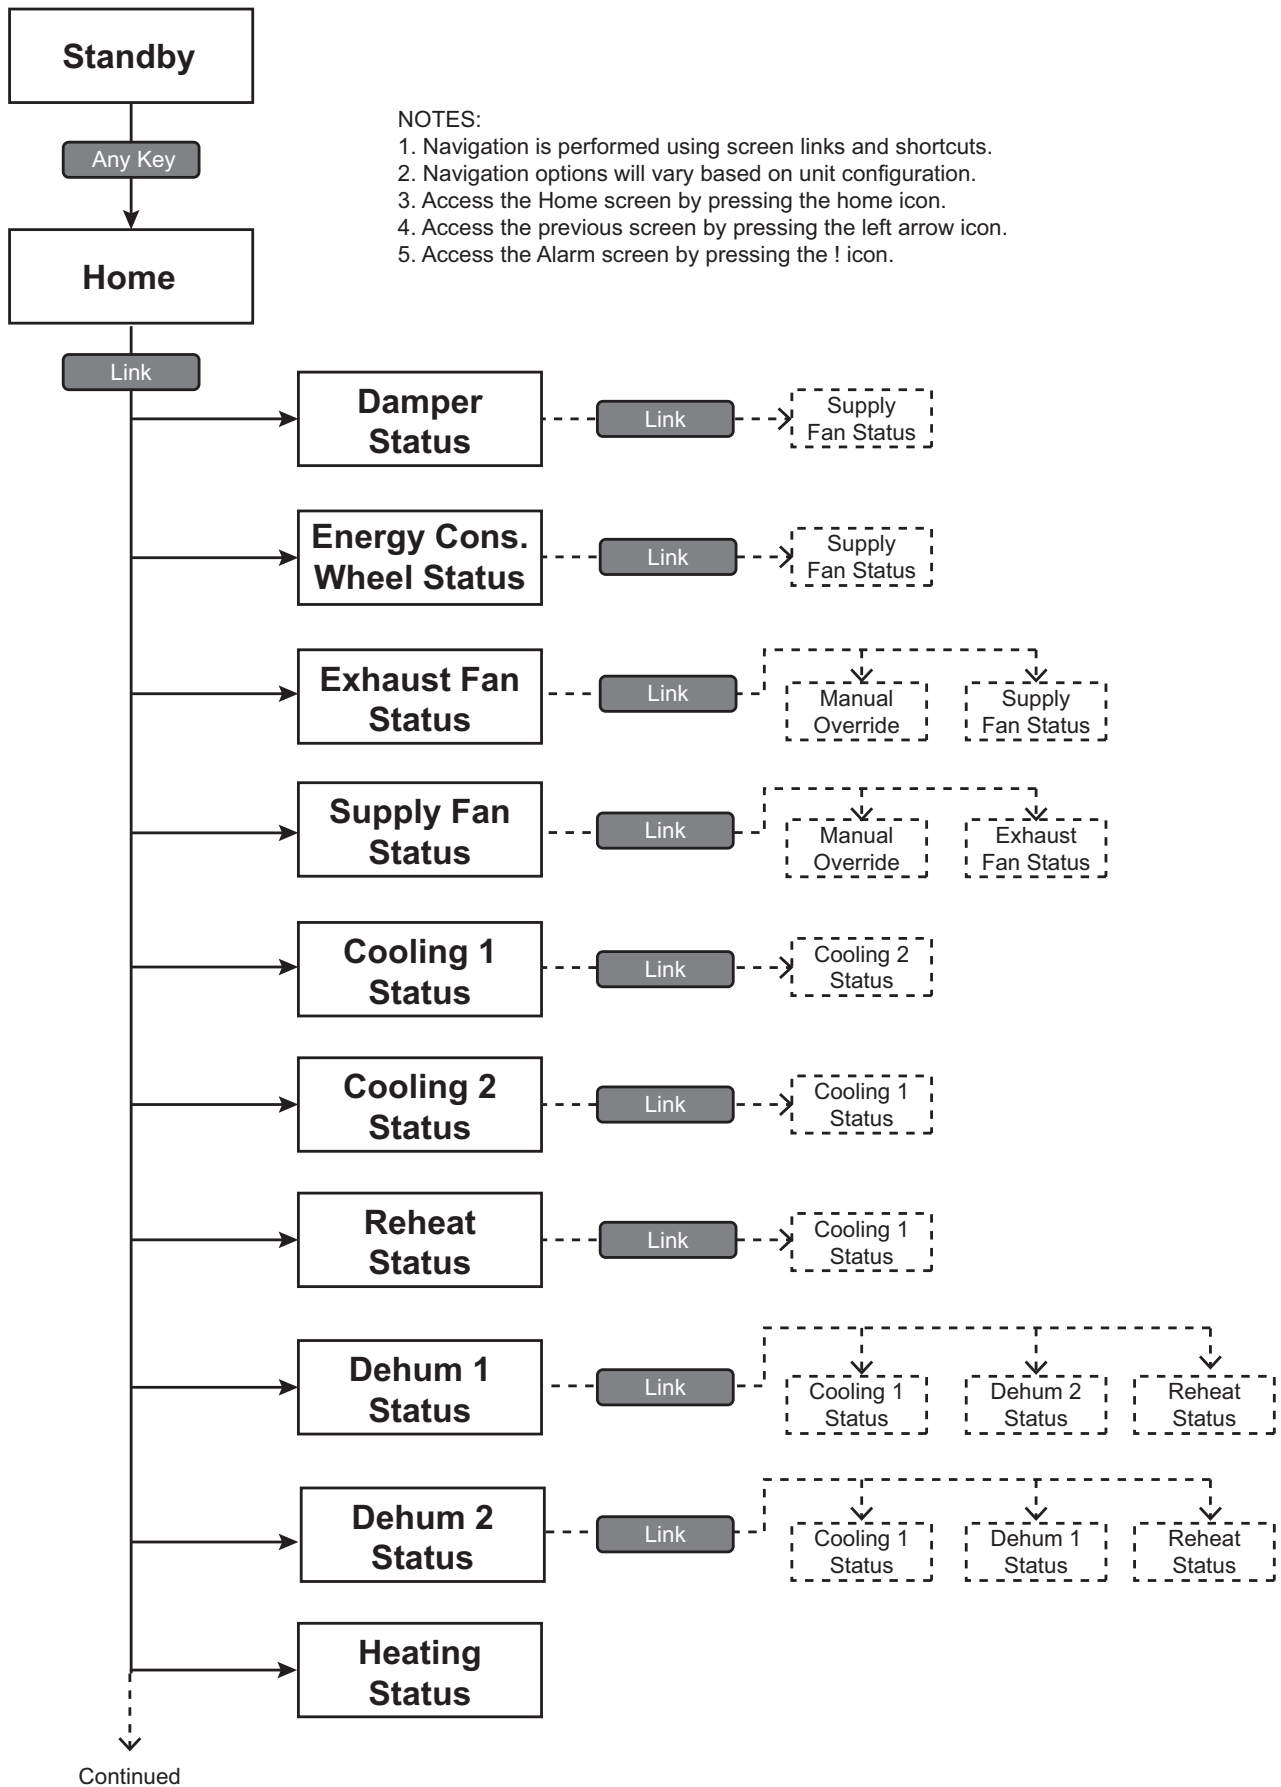 Standby
Any Key
NOTES:
1. Navigation is performed using screen links and shortcuts.
2. Navigation options will vary based on unit configuration.
3. Access the Home screen by pressing the home icon.
4. Access the previous screen by pressing the left arrow icon.
5. Access the Alarm screen by pressing the ! icon.
Home
Link
Damper
Status
Link
Supply
Fan Status
Energy Cons.
Wheel Status
Link
Supply
Fan Status
Exhaust Fan
Status
Link
Manual
Override
Supply
Fan Status
Supply Fan
Status
Link
Manual
Override
Exhaust
Fan Status
Cooling 1
Status
Link
Cooling 2
Status
Cooling 2
Status
Link
Cooling 1
Status
Reheat
Status
Link
Cooling 1
Status
Dehum 1
Status
Link
Cooling 1
Status
Dehum 2
Status
Reheat
Status
Dehum 2
Status
Link
Cooling 1
Status
Dehum 1
Status
Reheat
Status
Heating
Status
Continued